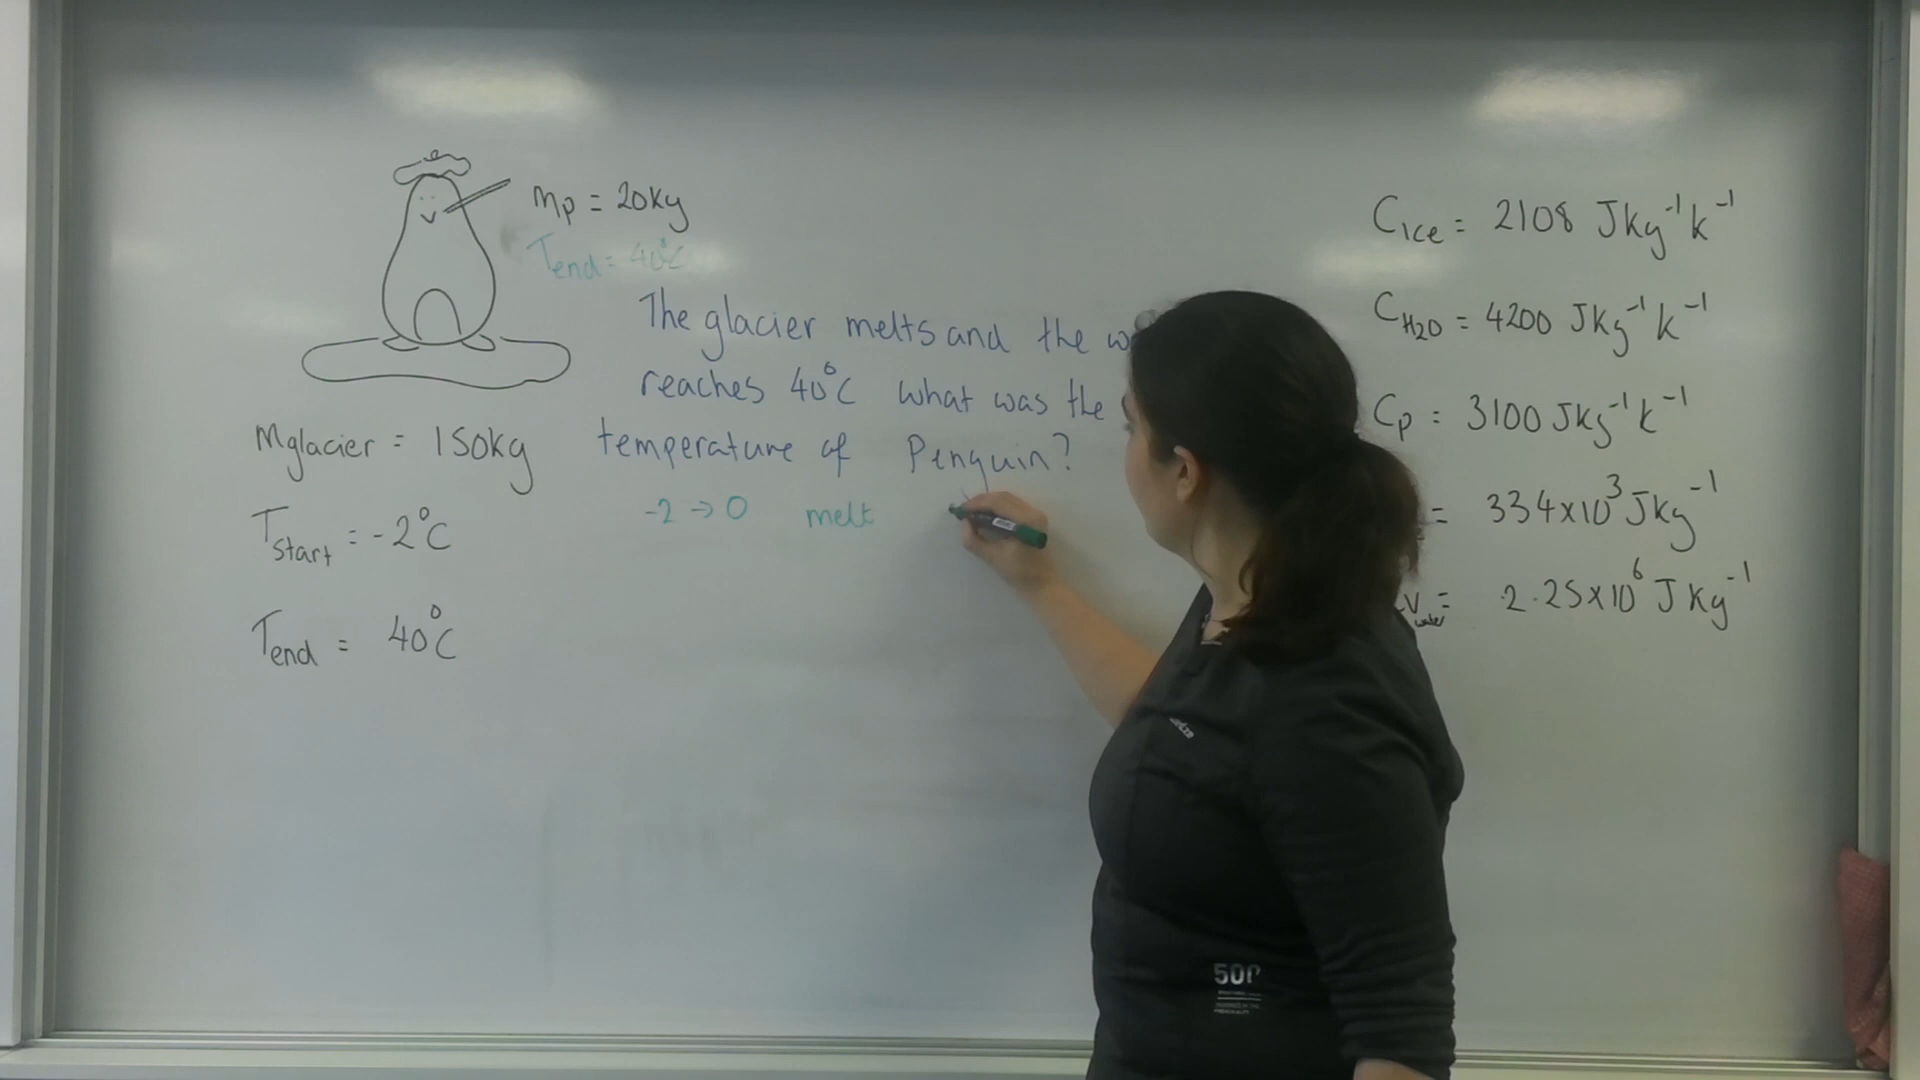 mp = 20kg
Tend = 40°C
The glacier melts and the
reaches 40°C what was the
temperature of Penguin?
-2 → 0 melt
Mglacier = 150kg
Tstart = -2°C
Tend = 40°C
CIce = 2108 Jkg⁻¹k⁻¹
CH2O = 4200 JKg⁻¹k⁻¹
Cp = 3100 JKg⁻¹k⁻¹
= 334x10³ Jkg⁻¹
Vwater = 2.25x10⁶ J Kg⁻¹